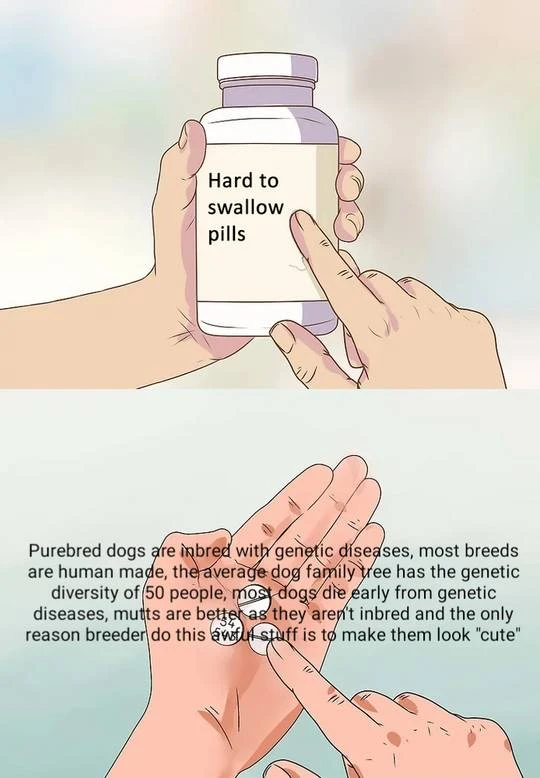 Hard to
swallow
pills
Purebred dogs are inbred with genetic diseases, most breeds
are human made, the average dog family tree has the genetic
diversity of 50 people, most dogs die early from genetic
diseases, mutts are better as they aren't inbred and the only
reason breeder do this awful stuff is to make them look "cute"